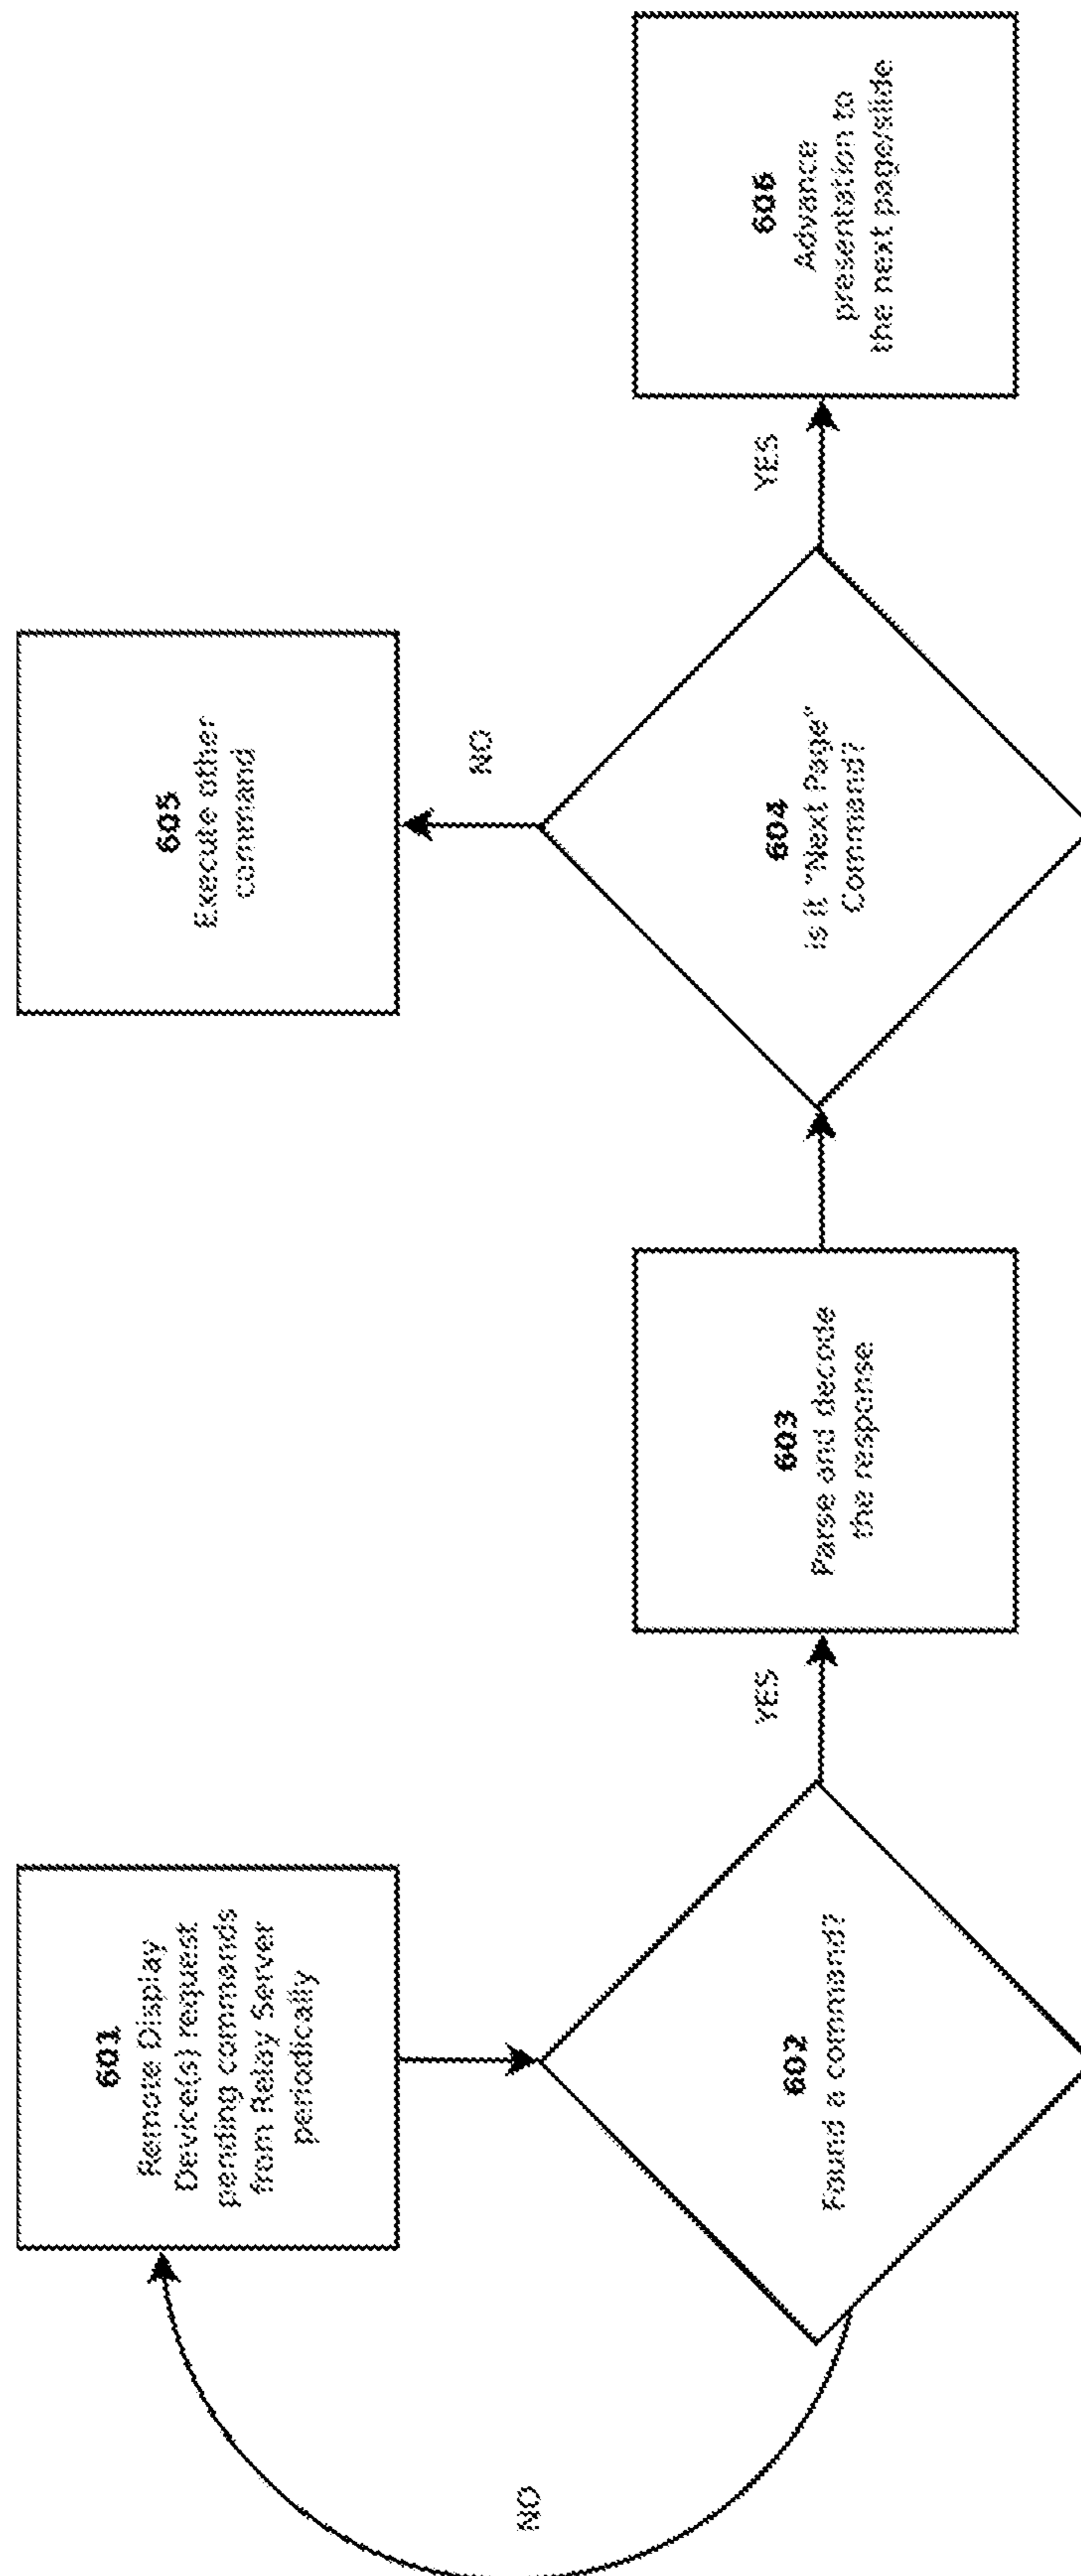 601
Remote Display
Device(s) request
pending commands
from Relay Server
periodically
NO
602
Found a command?
YES
603
Parse and decode
the response
604
Is it "Next Page"
Command?
NO
605
Execute other
command
YES
606
Advance
presentation to
the next page/slide